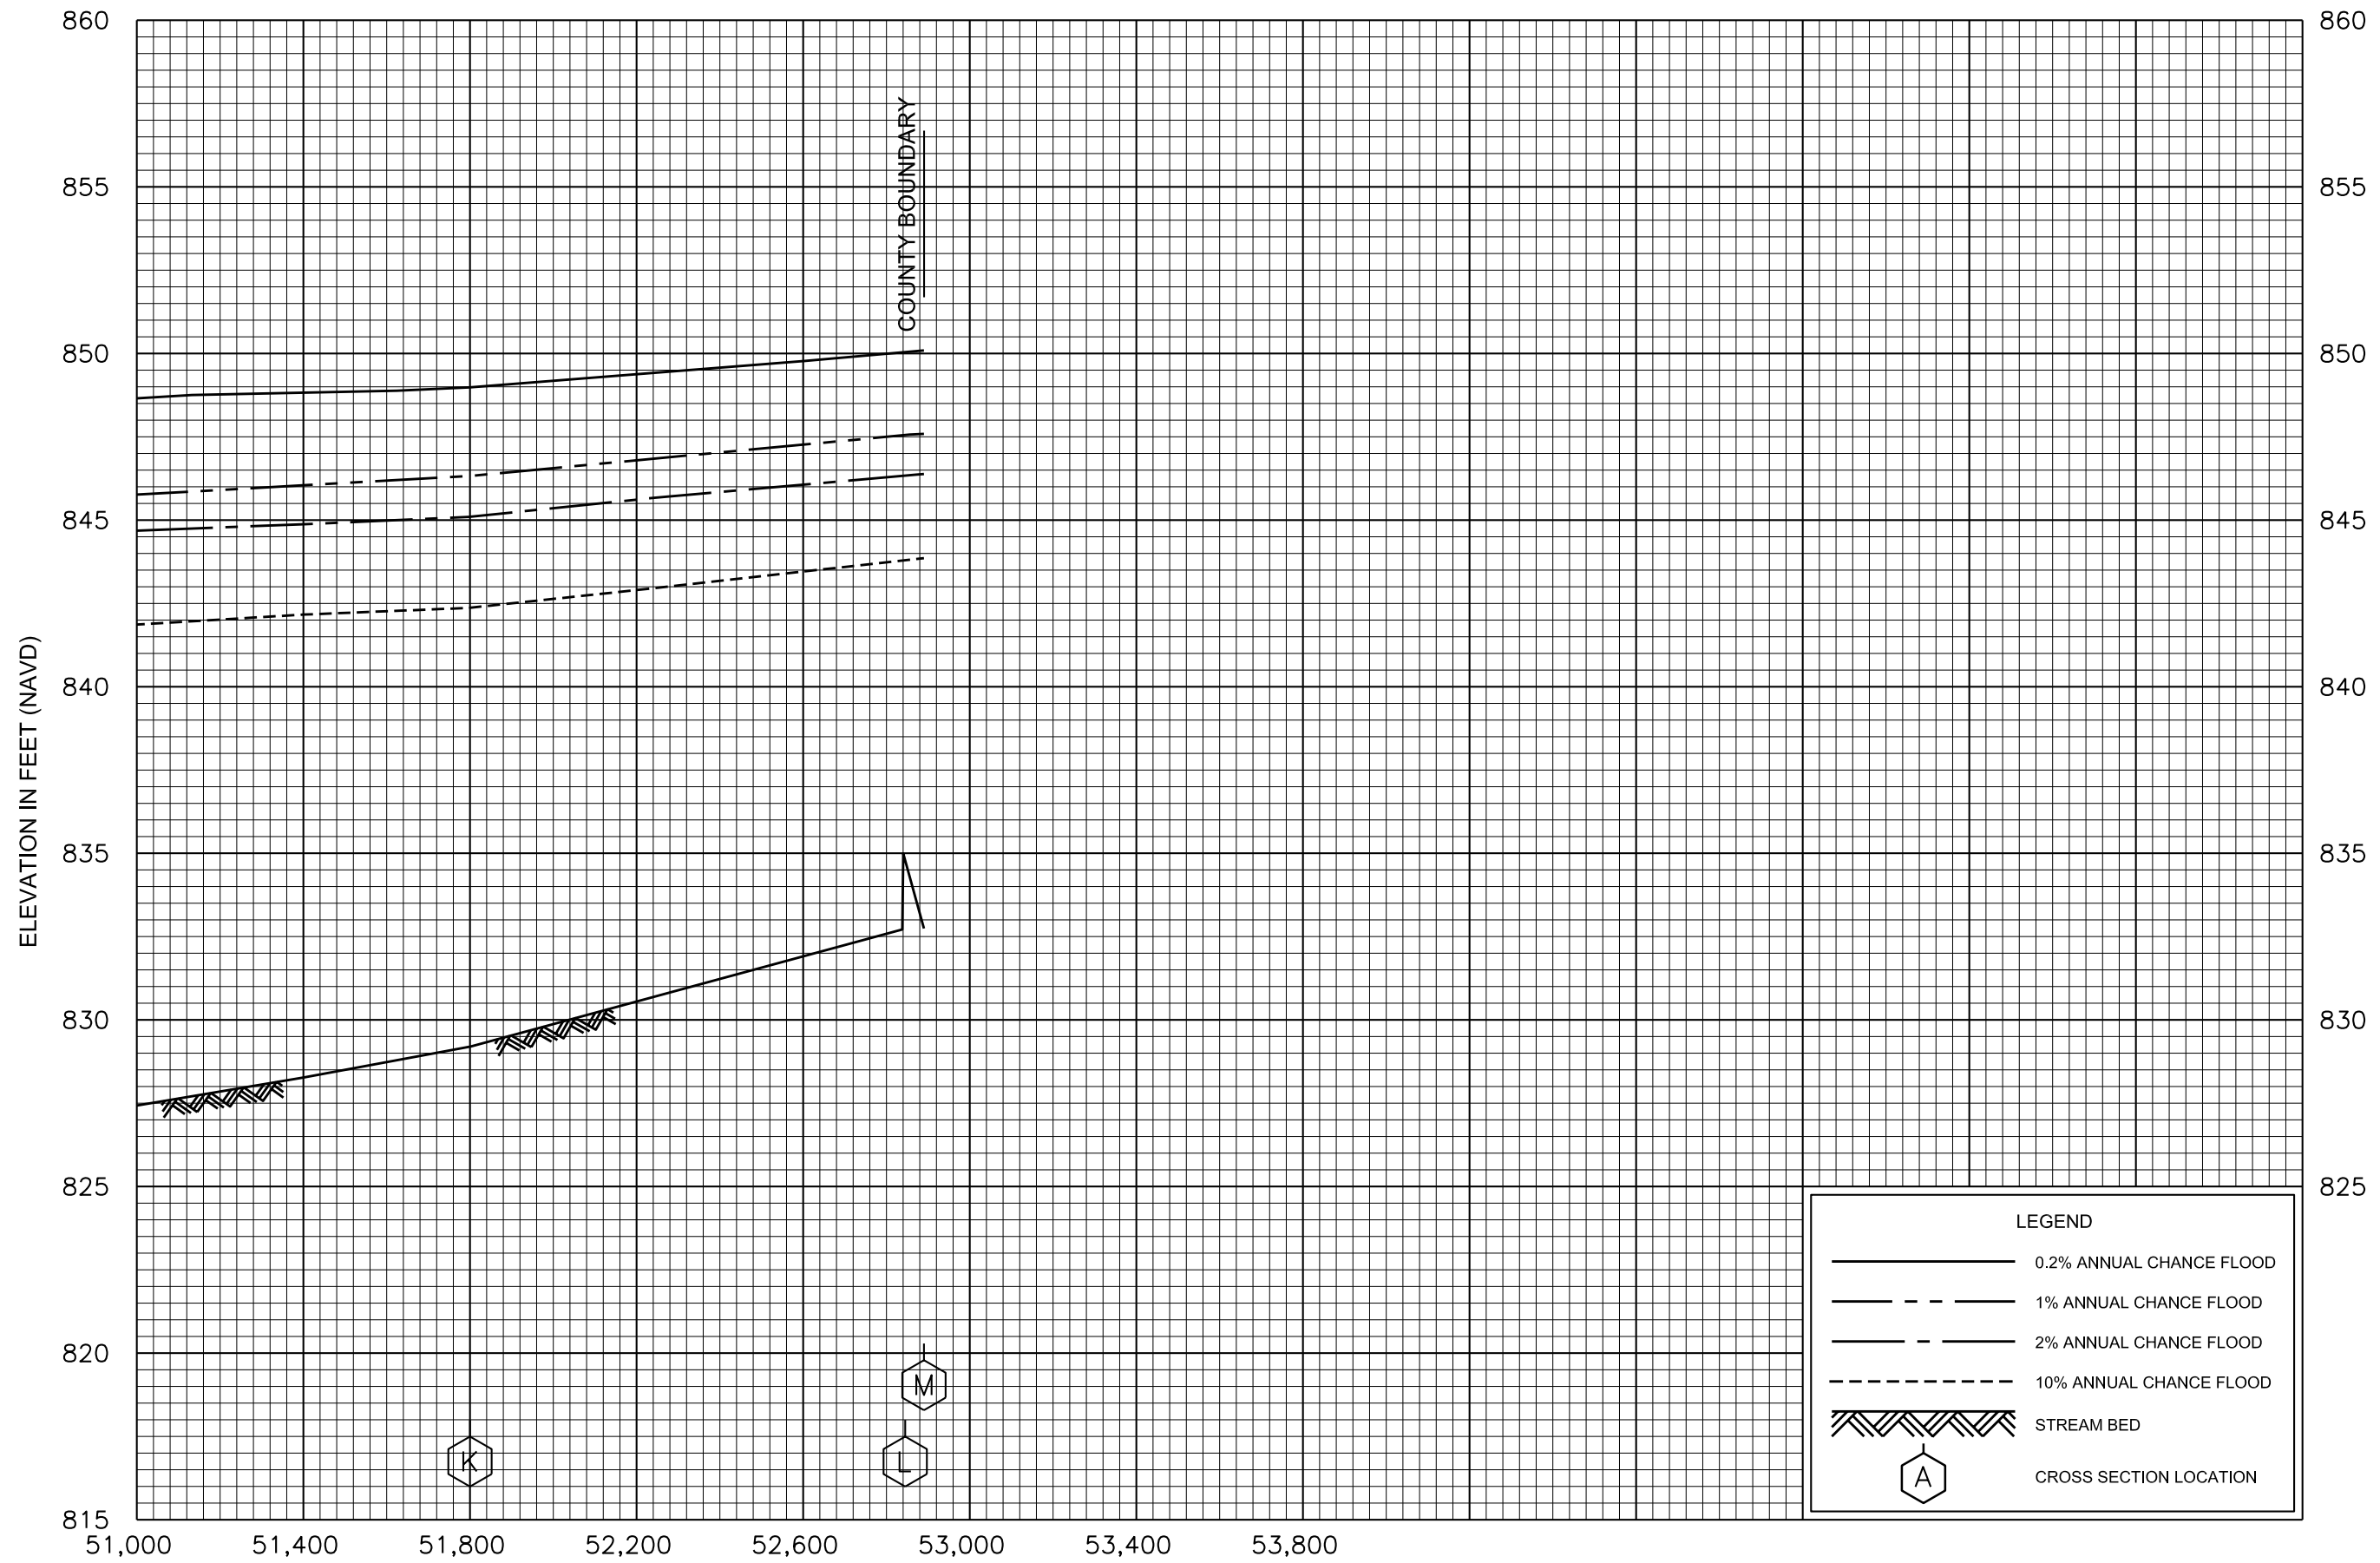 860
855
850
845
840
835
830
825
820
815
ELEVATION IN FEET (NAVD)
COUNTY BOUNDARY
K
L
M
51,000
51,400
51,800
52,200
52,600
53,000
53,400
53,800
860
855
850
845
840
835
830
825
LEGEND
0.2% ANNUAL CHANCE FLOOD
1% ANNUAL CHANCE FLOOD
2% ANNUAL CHANCE FLOOD
10% ANNUAL CHANCE FLOOD
STREAM BED
A
CROSS SECTION LOCATION